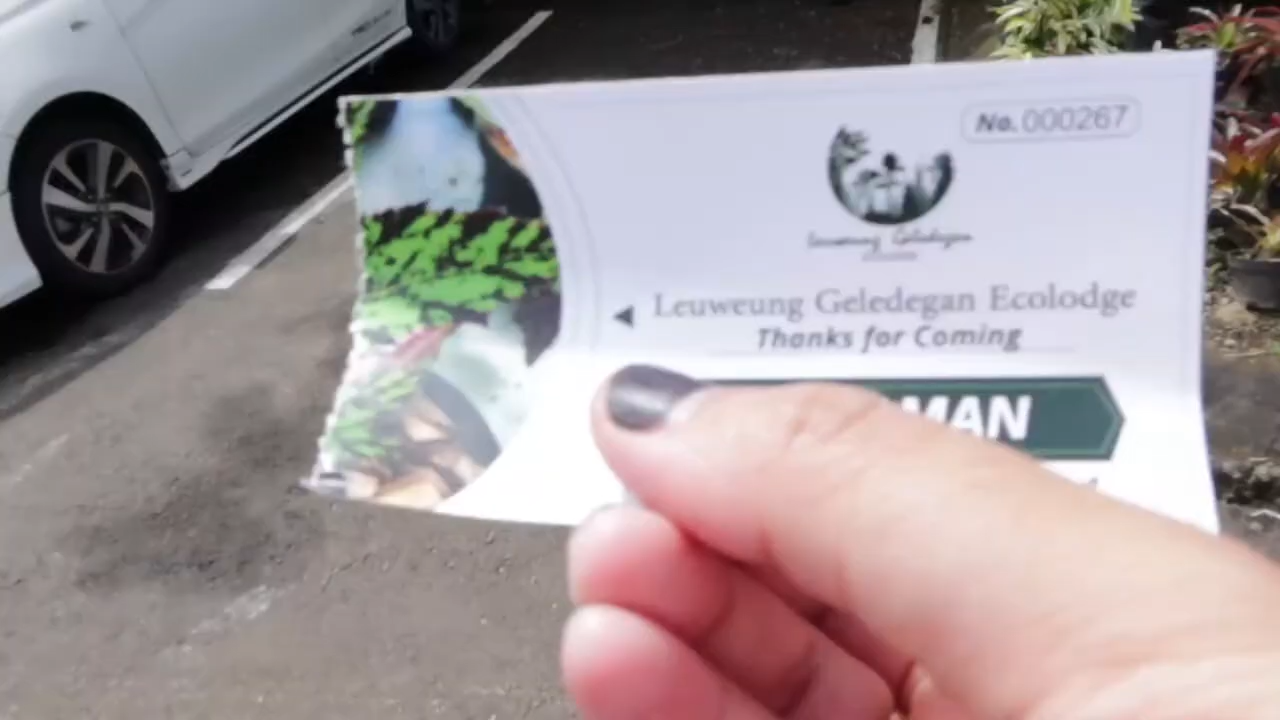 No. 000267
Leuweung Geledegan
Leuweung Geledegan Ecolodge
Thanks for Coming
MAN